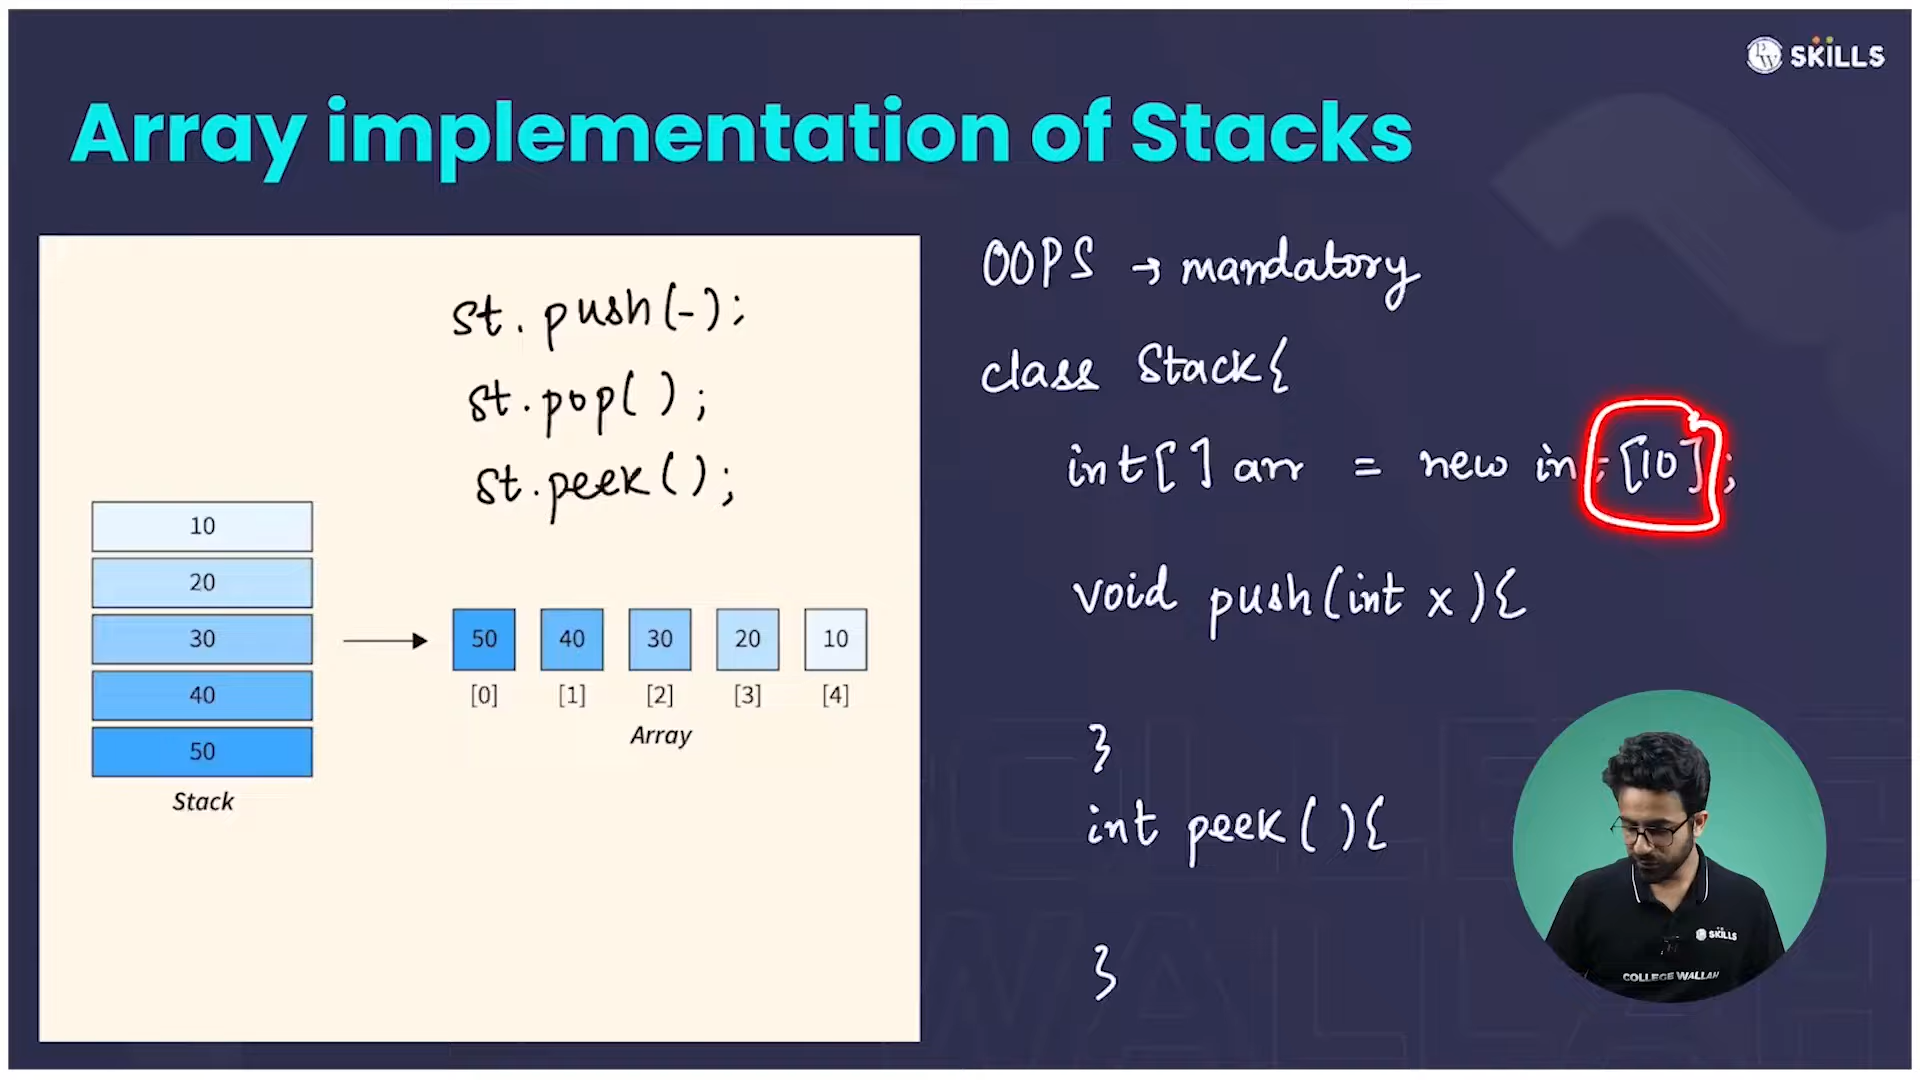 PW SKILLS
Array implementation of Stacks
st.push(-);
st.pop( );
st.peek( );
10
20
30
40
50
Stack
50 40 30 20 10
[0] [1] [2] [3] [4]
Array
OOPS → mandatory
class Stack{
int[ ] arr = new int[10];
void push(int x){
}
int peek( ){
}
SKILLS
COLLEGE WALLAH